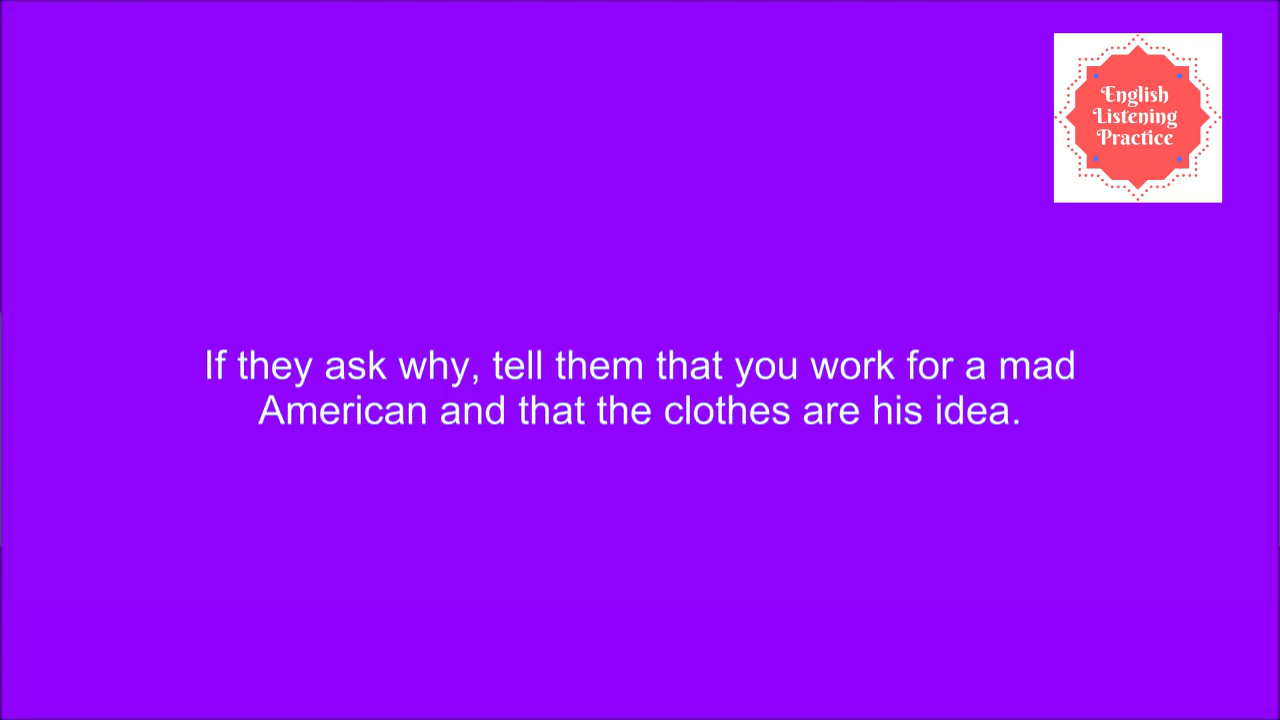 English
Listening
Practice
If they ask why, tell them that you work for a mad
American and that the clothes are his idea.